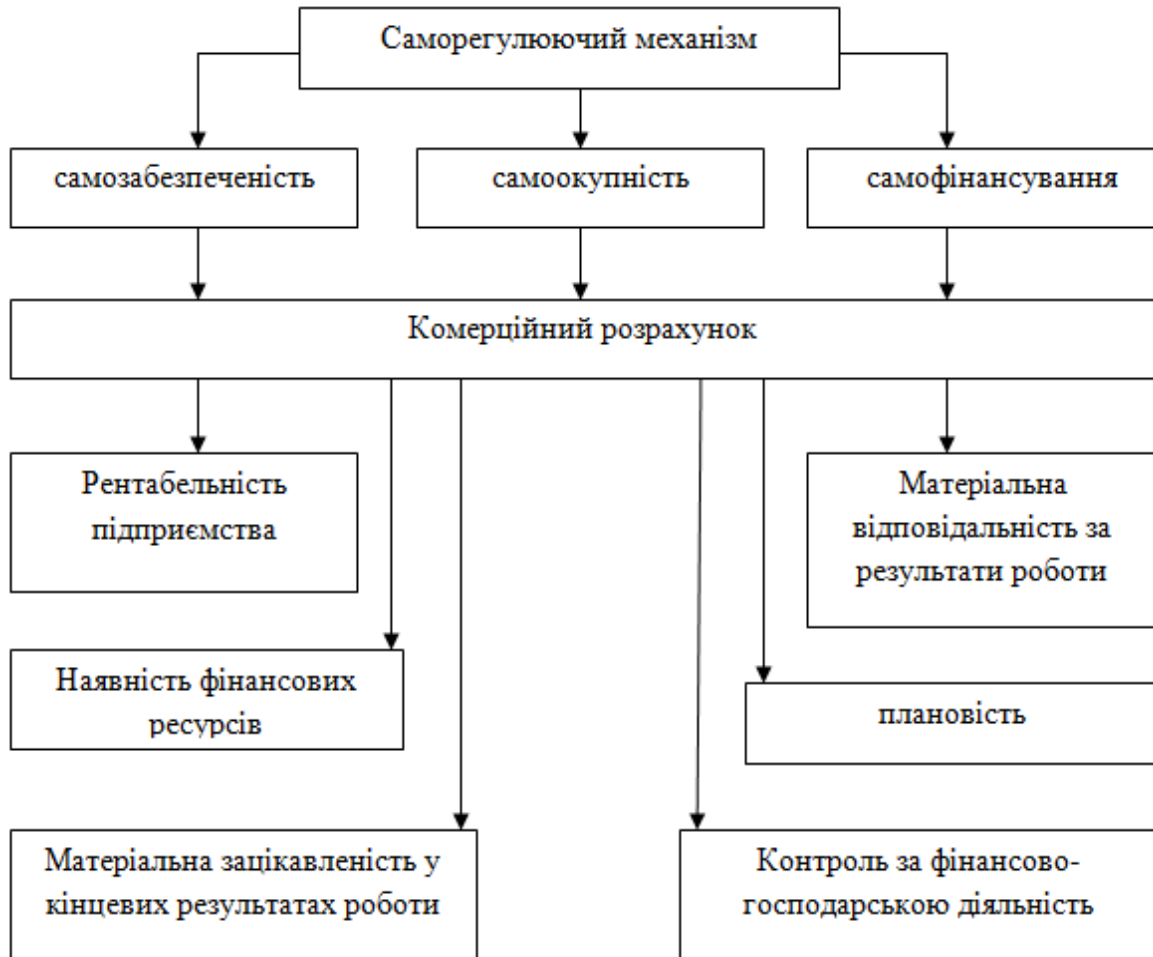 Саморегулюючий механізм
самозабезпеченість
самоокупність
самофінансування
Комерційний розрахунок
Рентабельність
підприємства
Матеріальна
відповідальність за
результати роботи
Наявність фінансових
ресурсів
плановість
Матеріальна зацікавленість у
кінцевих результатах роботи
Контроль за фінансово-
господарською діяльність